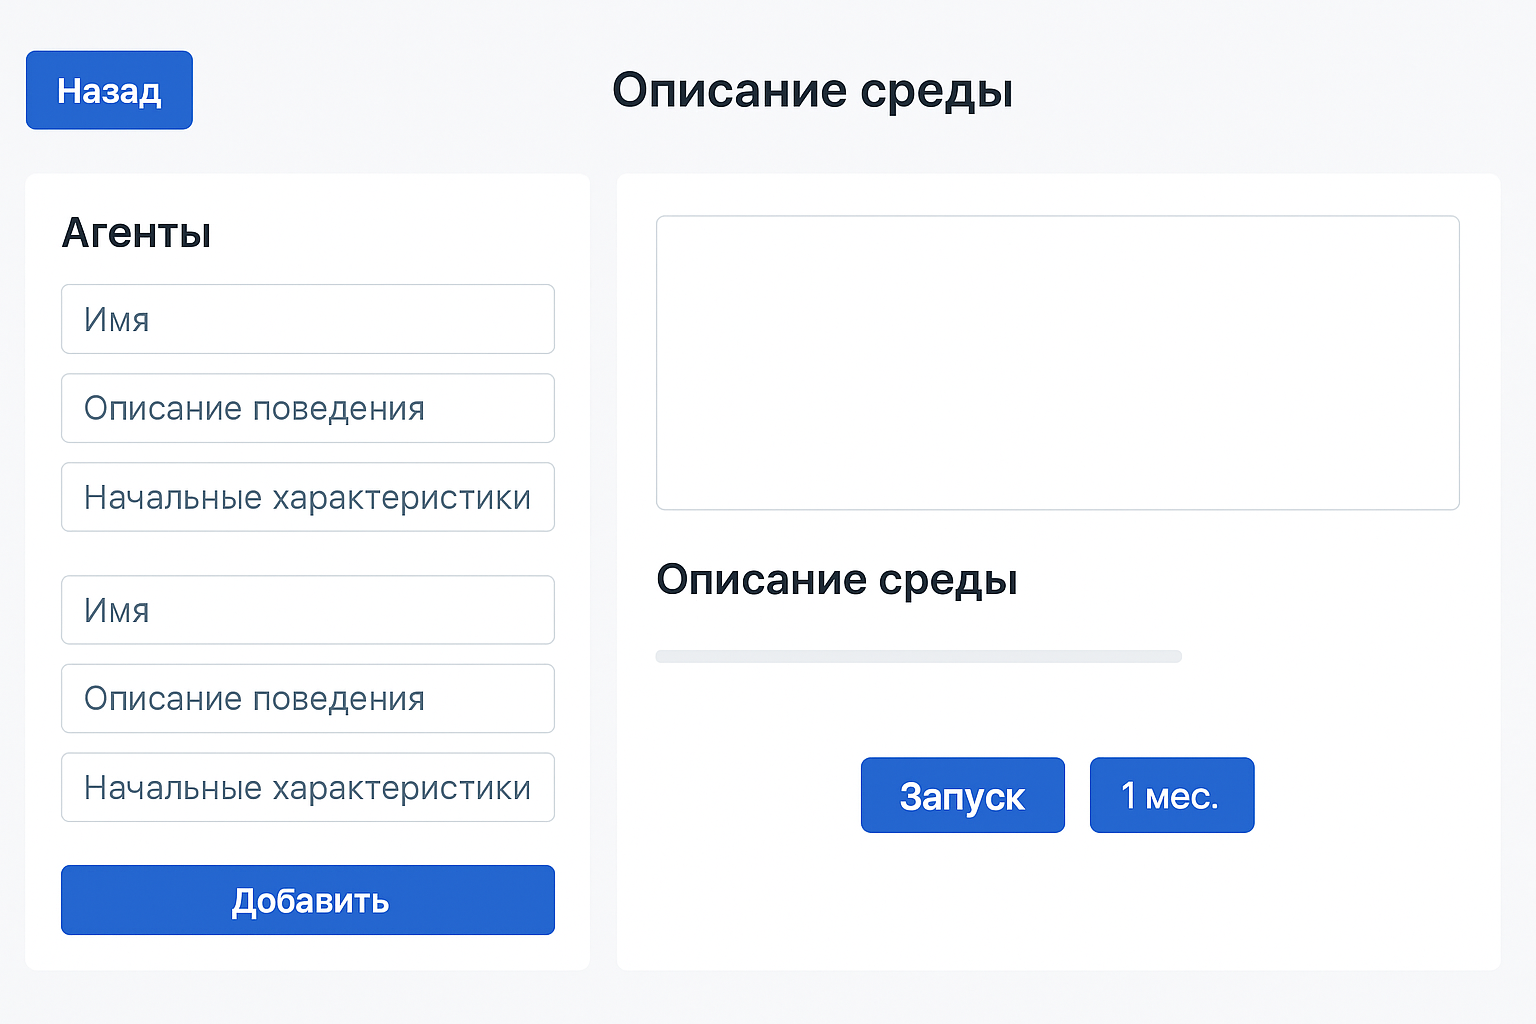 Назад
Описание среды
Агенты
Имя
Описание поведения
Начальные характеристики
Имя
Описание поведения
Начальные характеристики
Добавить
Описание среды
Запуск
1 мес.